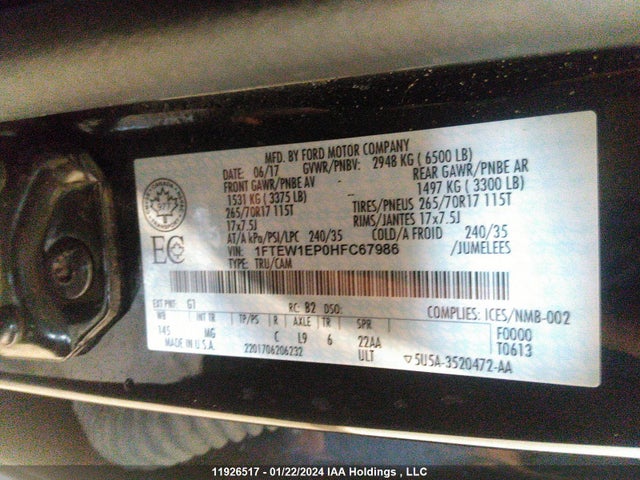 MFD. BY FORD MOTOR COMPANY
DATE: 06/17 GVWR/PNBV: 2948 KG ( 6500 LB)
FRONT GAWR/PNBE AV REAR GAWR/PNBE AR
1531 KG ( 3375 LB) 1497 KG ( 3300 LB)
265/70R17 115T TIRES/PNEUS 265/70R17 115T
17x7.5J RIMS/JANTES 17x7.5J
AT/A kPa/PSI/LPC 240/35 COLD/A FROID 240/35
VIN: 1FTEW1EP0HFC67986 /JUMELEES
TYPE: TRU/CAM
EC
EXT PNT: G1 RC: B2 DSO: COMPLIES: ICES/NMB-002
WB INT TR TP/PS R AXLE TR SPR F0000
145 MG C L9 6 22AA T0613
MADE IN U.S.A. 2201706206232 ULT 5U5A-3520472-AA
11926517 - 01/22/2024 IAA Holdings , LLC